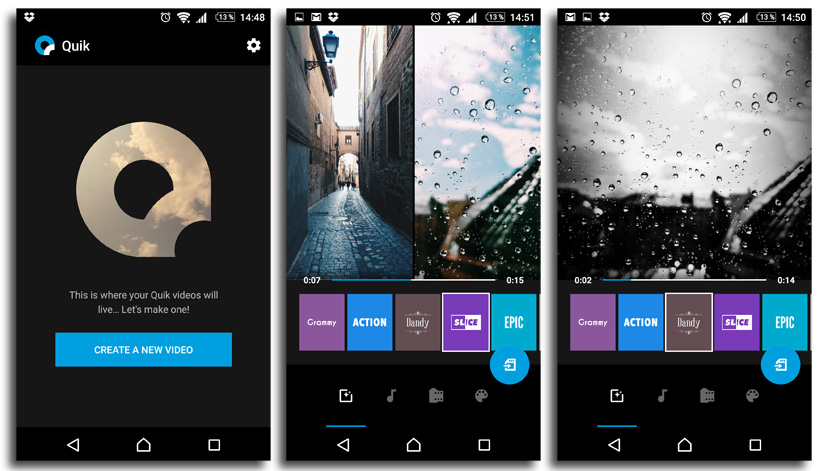 13 % 14:48
Quik
This is where your Quik videos will
live... Let's make one!
CREATE A NEW VIDEO
13 % 14:51
0:07 0:15
Grammy ACTION Dandy SLICE EPIC
13 % 14:50
0:02 0:14
Grammy ACTION Dandy SLICE EPIC